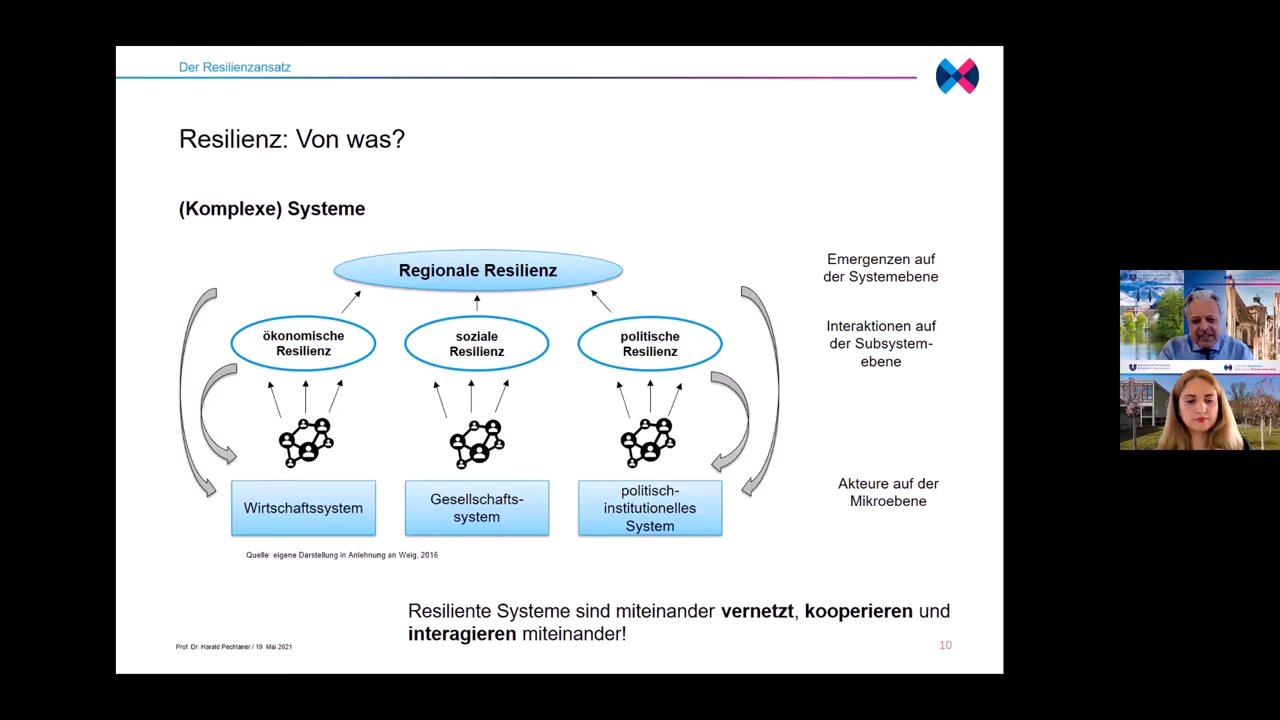 Der Resilienzansatz
Resilienz: Von was?
(Komplexe) Systeme
Regionale Resilienz
Emergenzen auf
der Systemebene
ökonomische
Resilienz
soziale
Resilienz
politische
Resilienz
Interaktionen auf
der Subsystem-
ebene
Wirtschaftssystem
Gesellschafts-
system
politisch-
institutionelles
System
Akteure auf der
Mikroebene
Quelle: eigene Darstellung in Anlehnung an Weig, 2016
Resiliente Systeme sind miteinander vernetzt, kooperieren und
interagieren miteinander!
Prof. Dr. Harald Pechlaner / 19. Mai 2021
10